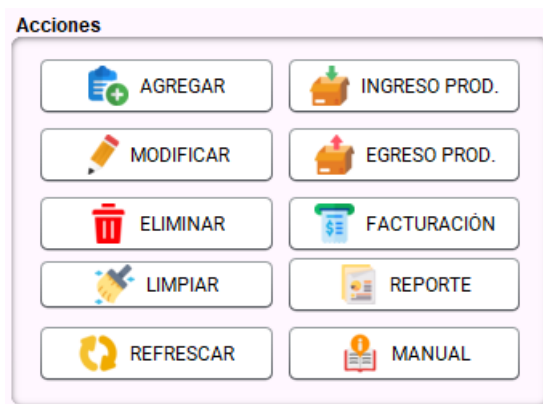 Acciones
AGREGAR
INGRESO PROD.
MODIFICAR
EGRESO PROD.
ELIMINAR
$≡
FACTURACIÓN
LIMPIAR
REPORTE
REFRESCAR
MANUAL